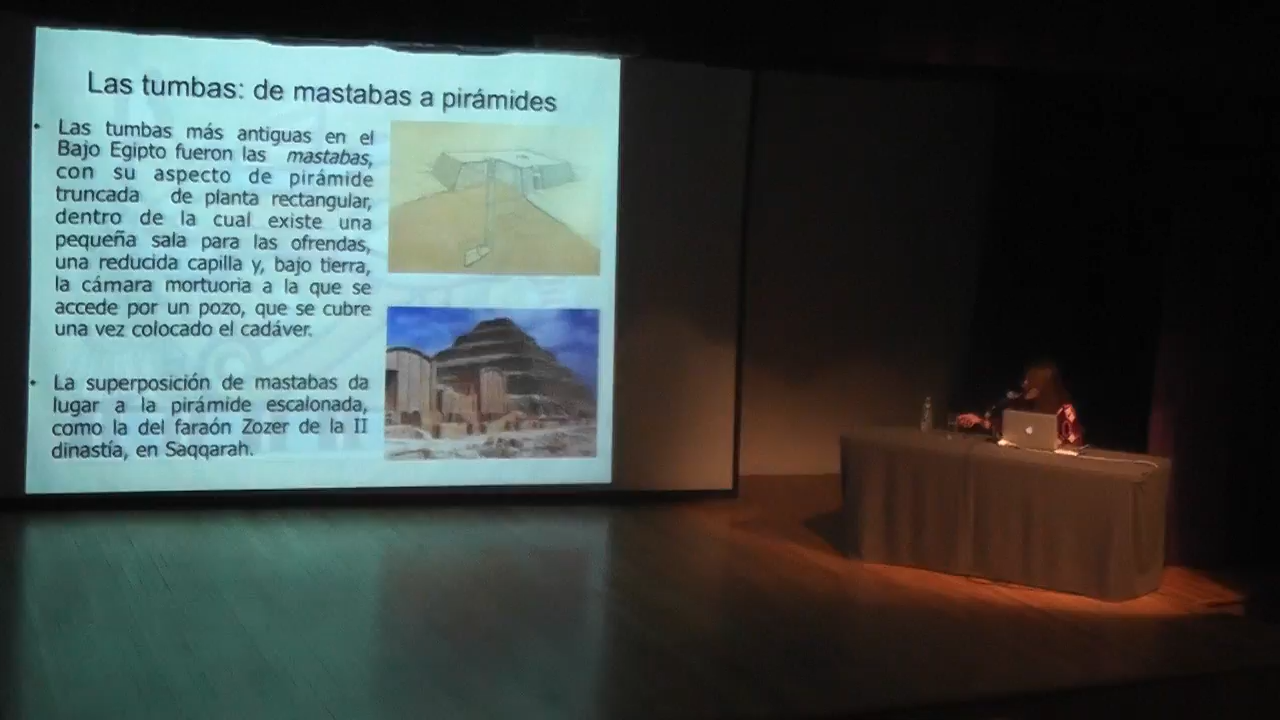 Las tumbas: de mastabas a pirámides
• Las tumbas más antiguas en el
Bajo Egipto fueron las mastabas,
con su aspecto de pirámide
truncada de planta rectangular,
dentro de la cual existe una
pequeña sala para las ofrendas,
una reducida capilla y, bajo tierra,
la cámara mortuoria a la que se
accede por un pozo, que se cubre
una vez colocado el cadáver.
• La superposición de mastabas da
lugar a la pirámide escalonada,
como la del faraón Zozer de la II
dinastía, en Saqqarah.